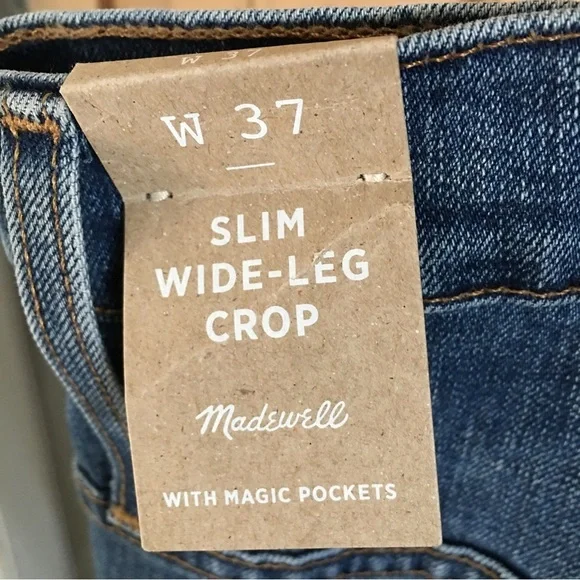 W 37
SLIM
WIDE-LEG
CROP
Madewell
WITH MAGIC POCKETS